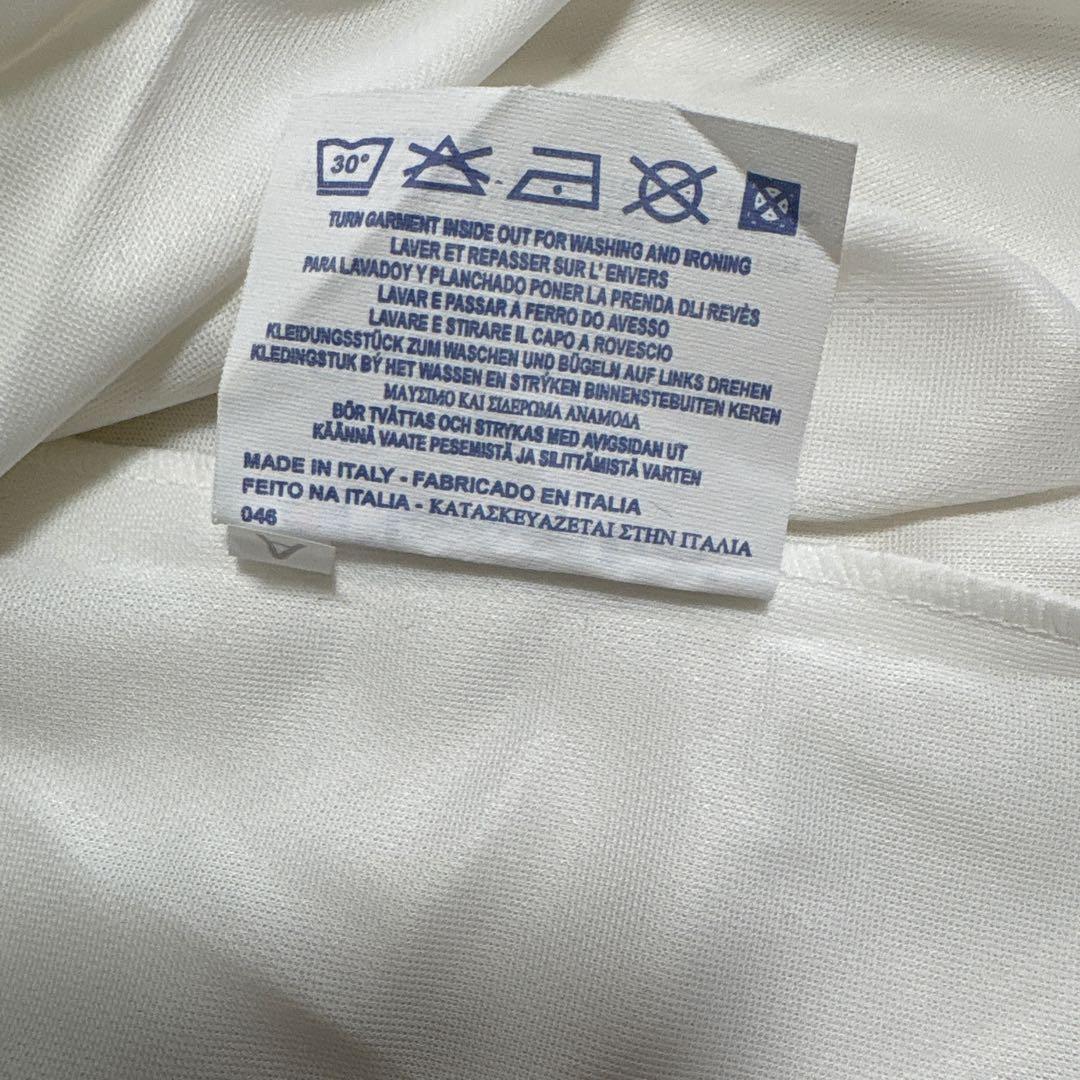 30°
TURN GARMENT INSIDE OUT FOR WASHING AND IRONING
LAVER ET REPASSER SUR L' ENVERS
PARA LAVADOY Y PLANCHADO PONER LA PRENDA DLI REVÈS
LAVAR E PASSAR A FERRO DO AVESSO
LAVARE E STIRARE IL CAPO A ROVESCIO
KLEIDUNGSSTÜCK ZUM WASCHEN UND BÜGELN AUF LINKS DREHEN
KLEDINGSTUK BÝ HET WASSEN EN STRÝKEN BINNENSTEBUITEN KEREN
ΜΑΥΣΙΜΟ ΚΑΙ ΣΙΔΕΡΩΜΑ ΑΝΑΜΟΔΑ
BÖR TVÄTTAS OCH STRYKAS MED AVIGSIDAN UT
KÄÄNNÄ VAATE PESEMISTÄ JA SILITTÄMISTÄ VARTEN
MADE IN ITALY - FABRICADO EN ITALIA
FEITO NA ITALIA - ΚΑΤΑΣΚΕΥΑΖΕΤΑΙ ΣΤΗΝ ΙΤΑΛΙΑ
046